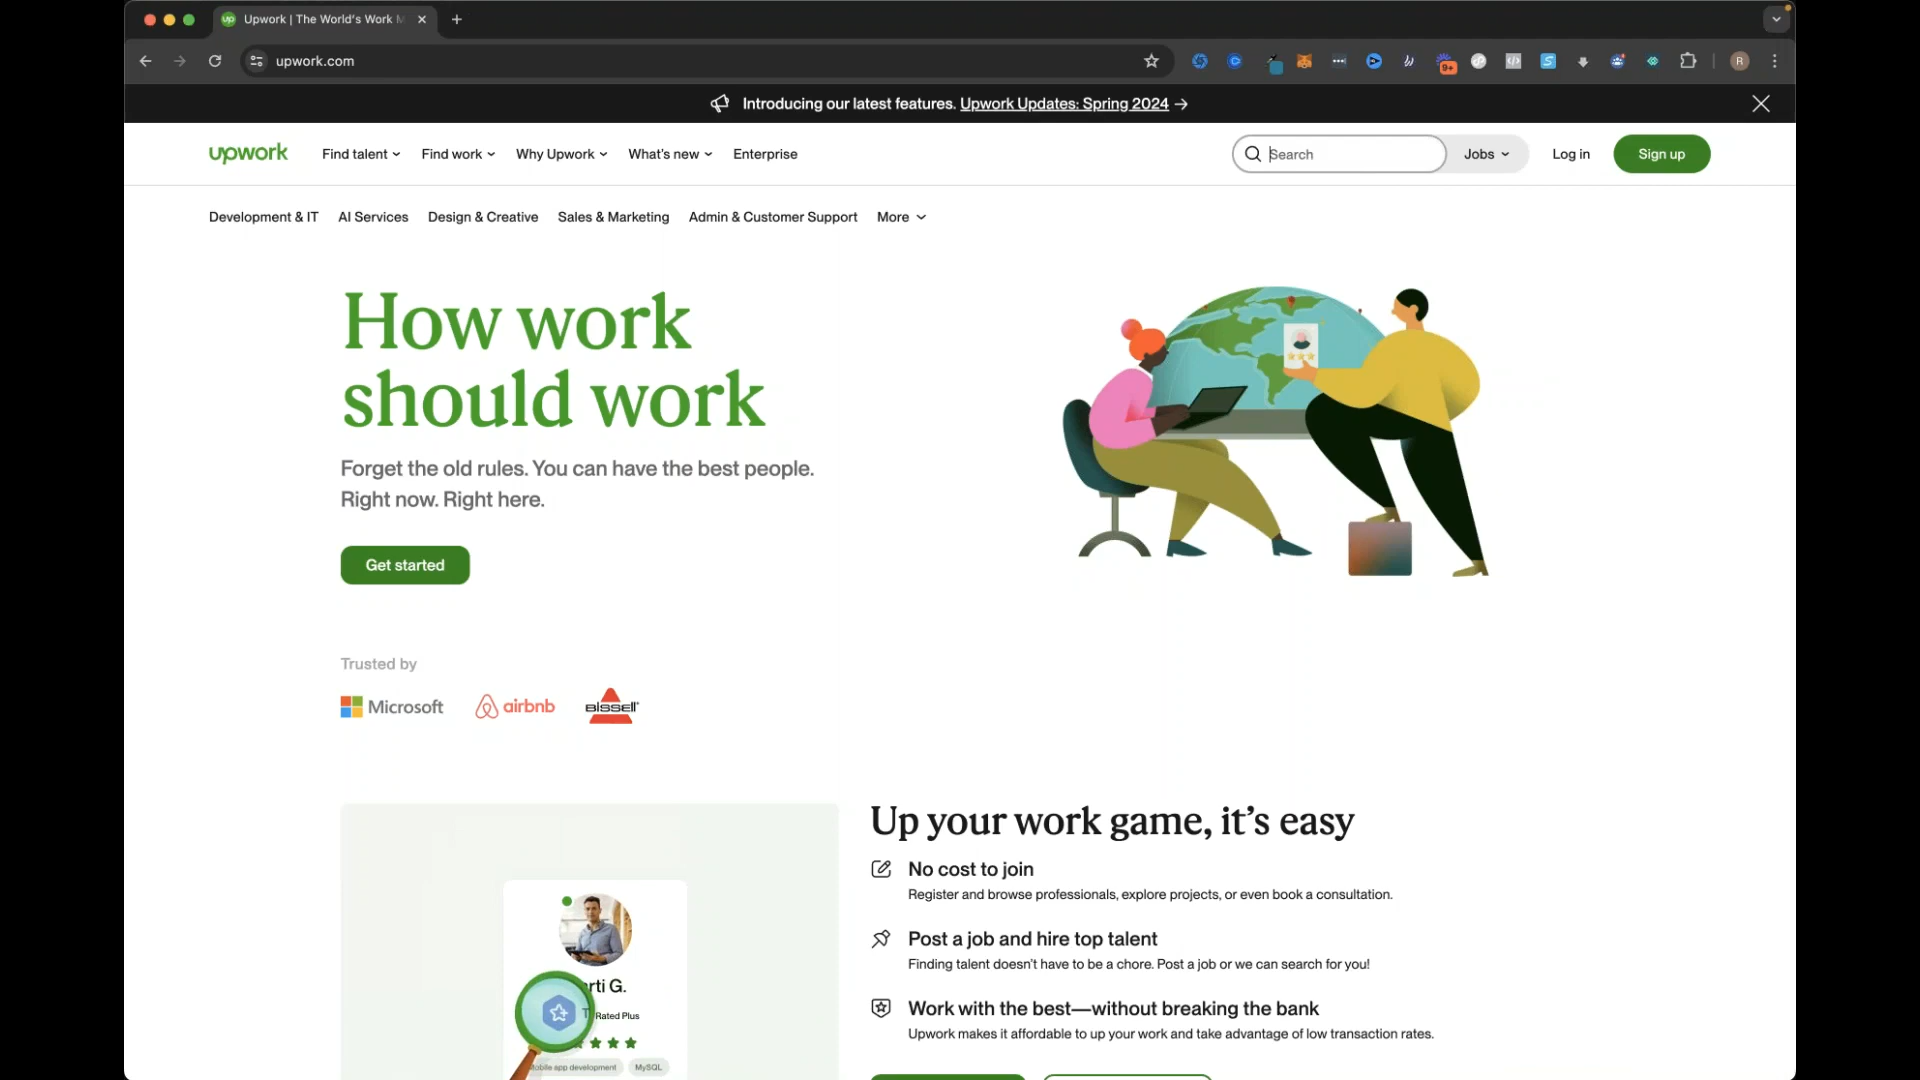 Upwork | The World's Work M
upwork.com
9+
R
Introducing our latest features. Upwork Updates: Spring 2024 →
upwork
Find talent
Find work
Why Upwork
What's new
Enterprise
Search
Jobs
Log in
Sign up
Development & IT
AI Services
Design & Creative
Sales & Marketing
Admin & Customer Support
More
How work
should work
Forget the old rules. You can have the best people.
Right now. Right here.
Get started
Trusted by
Microsoft
airbnb
BISSELL
Up your work game, it's easy
No cost to join
Register and browse professionals, explore projects, or even book a consultation.
Post a job and hire top talent
Finding talent doesn't have to be a chore. Post a job or we can search for you!
Work with the best—without breaking the bank
Upwork makes it affordable to up your work and take advantage of low transaction rates.
rti G.
Rated Plus
Mobile app development
MySQL